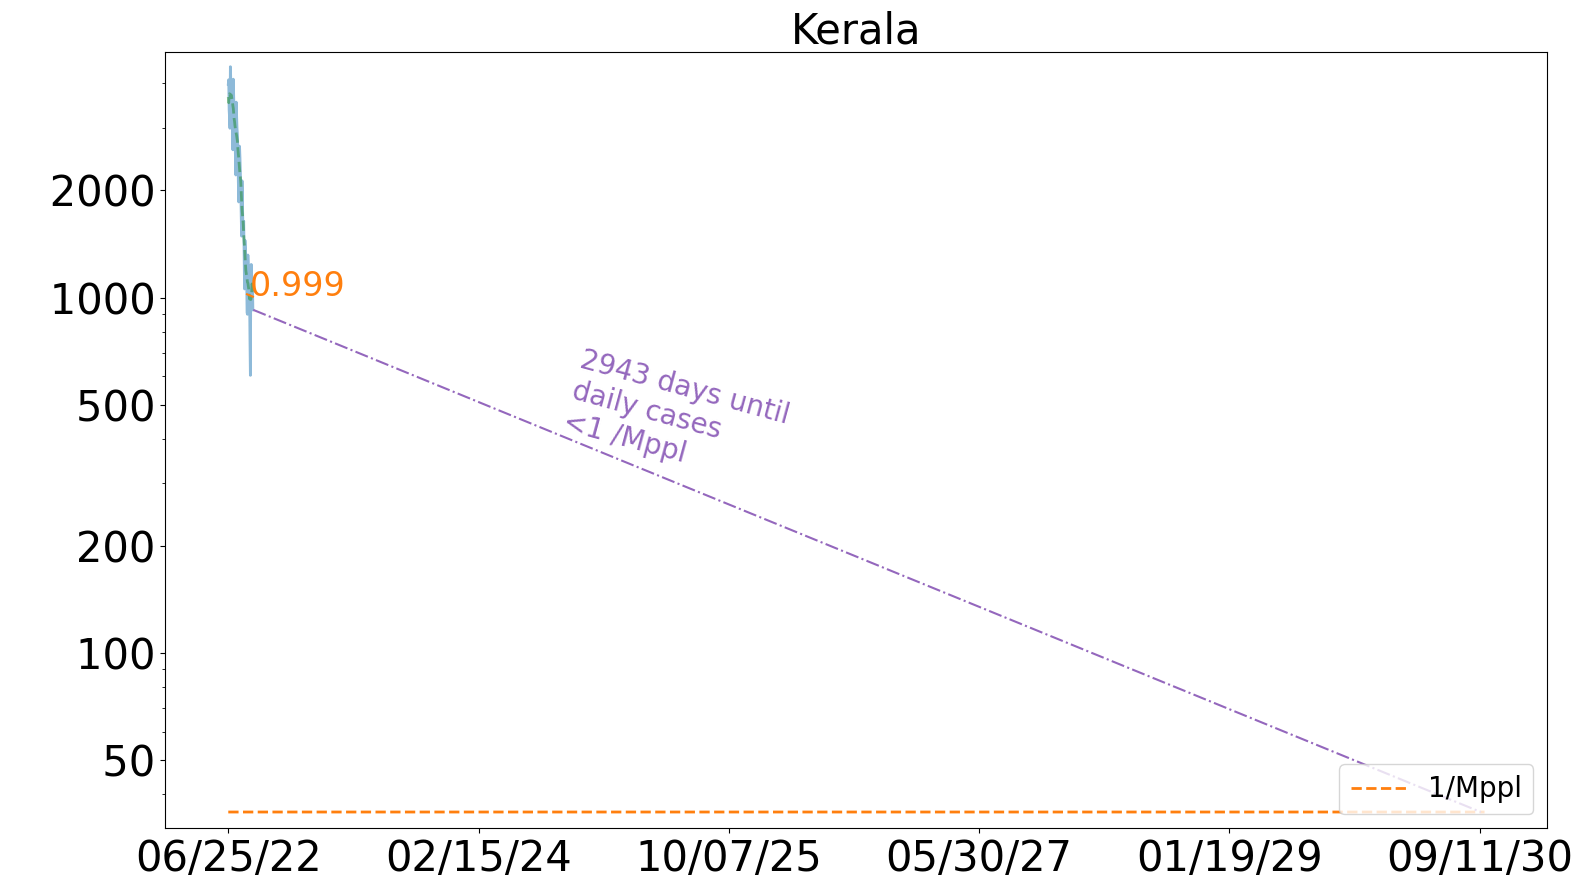 Kerala
2000
1000
500
200
100
50
0.999
2943 days until
daily cases
<1 /Mppl
1/Mppl
06/25/22
02/15/24
10/07/25
05/30/27
01/19/29
09/11/30